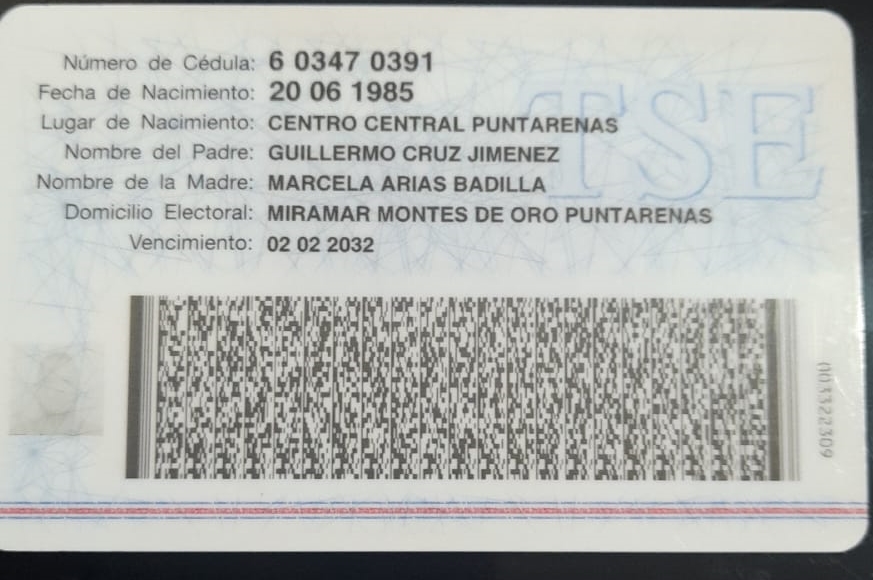 Número de Cédula: 6 0347 0391
Fecha de Nacimiento: 20 06 1985
Lugar de Nacimiento: CENTRO CENTRAL PUNTARENAS
Nombre del Padre: GUILLERMO CRUZ JIMENEZ
Nombre de la Madre: MARCELA ARIAS BADILLA
Domicilio Electoral: MIRAMAR MONTES DE ORO PUNTARENAS
Vencimiento: 02 02 2032
TSE
003322309